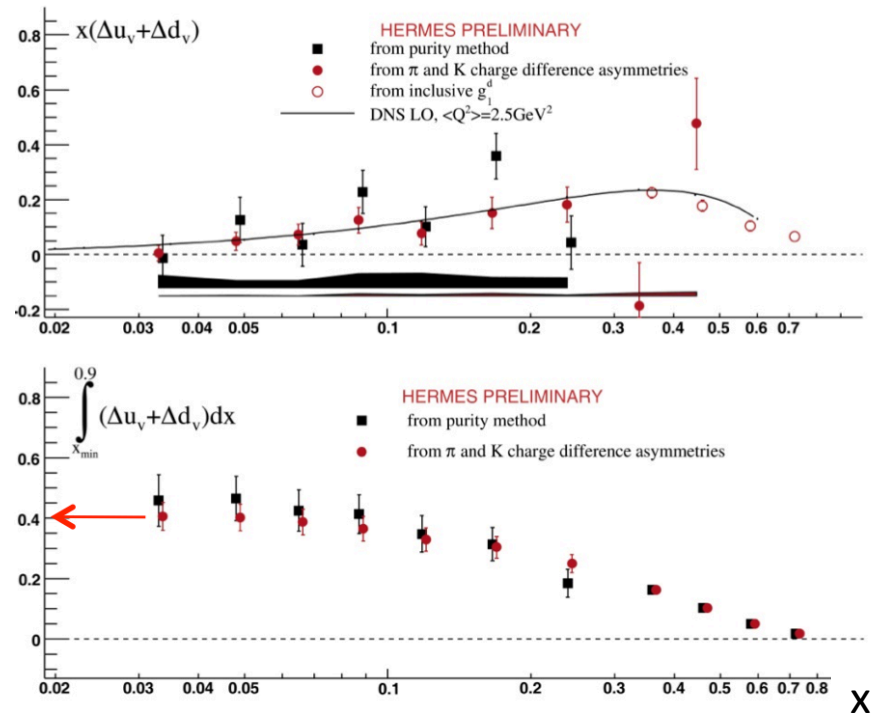 x(Δu_v+Δd_v)
HERMES PRELIMINARY
from purity method
from π and K charge difference asymmetries
from inclusive g_1^d
DNS LO, <Q²>=2.5GeV²
0.8
0.6
0.4
0.2
0
-0.2
0.02 0.03 0.04 0.05 0.1 0.2 0.3 0.4 0.5 0.6 0.7
0.9
∫ (Δu_v+Δd_v)dx
x_min
HERMES PRELIMINARY
from purity method
from π and K charge difference asymmetries
0.8
0.6
0.4
0.2
0
0.02 0.03 0.04 0.05 0.1 0.2 0.3 0.4 0.5 0.6 0.7 0.8
x